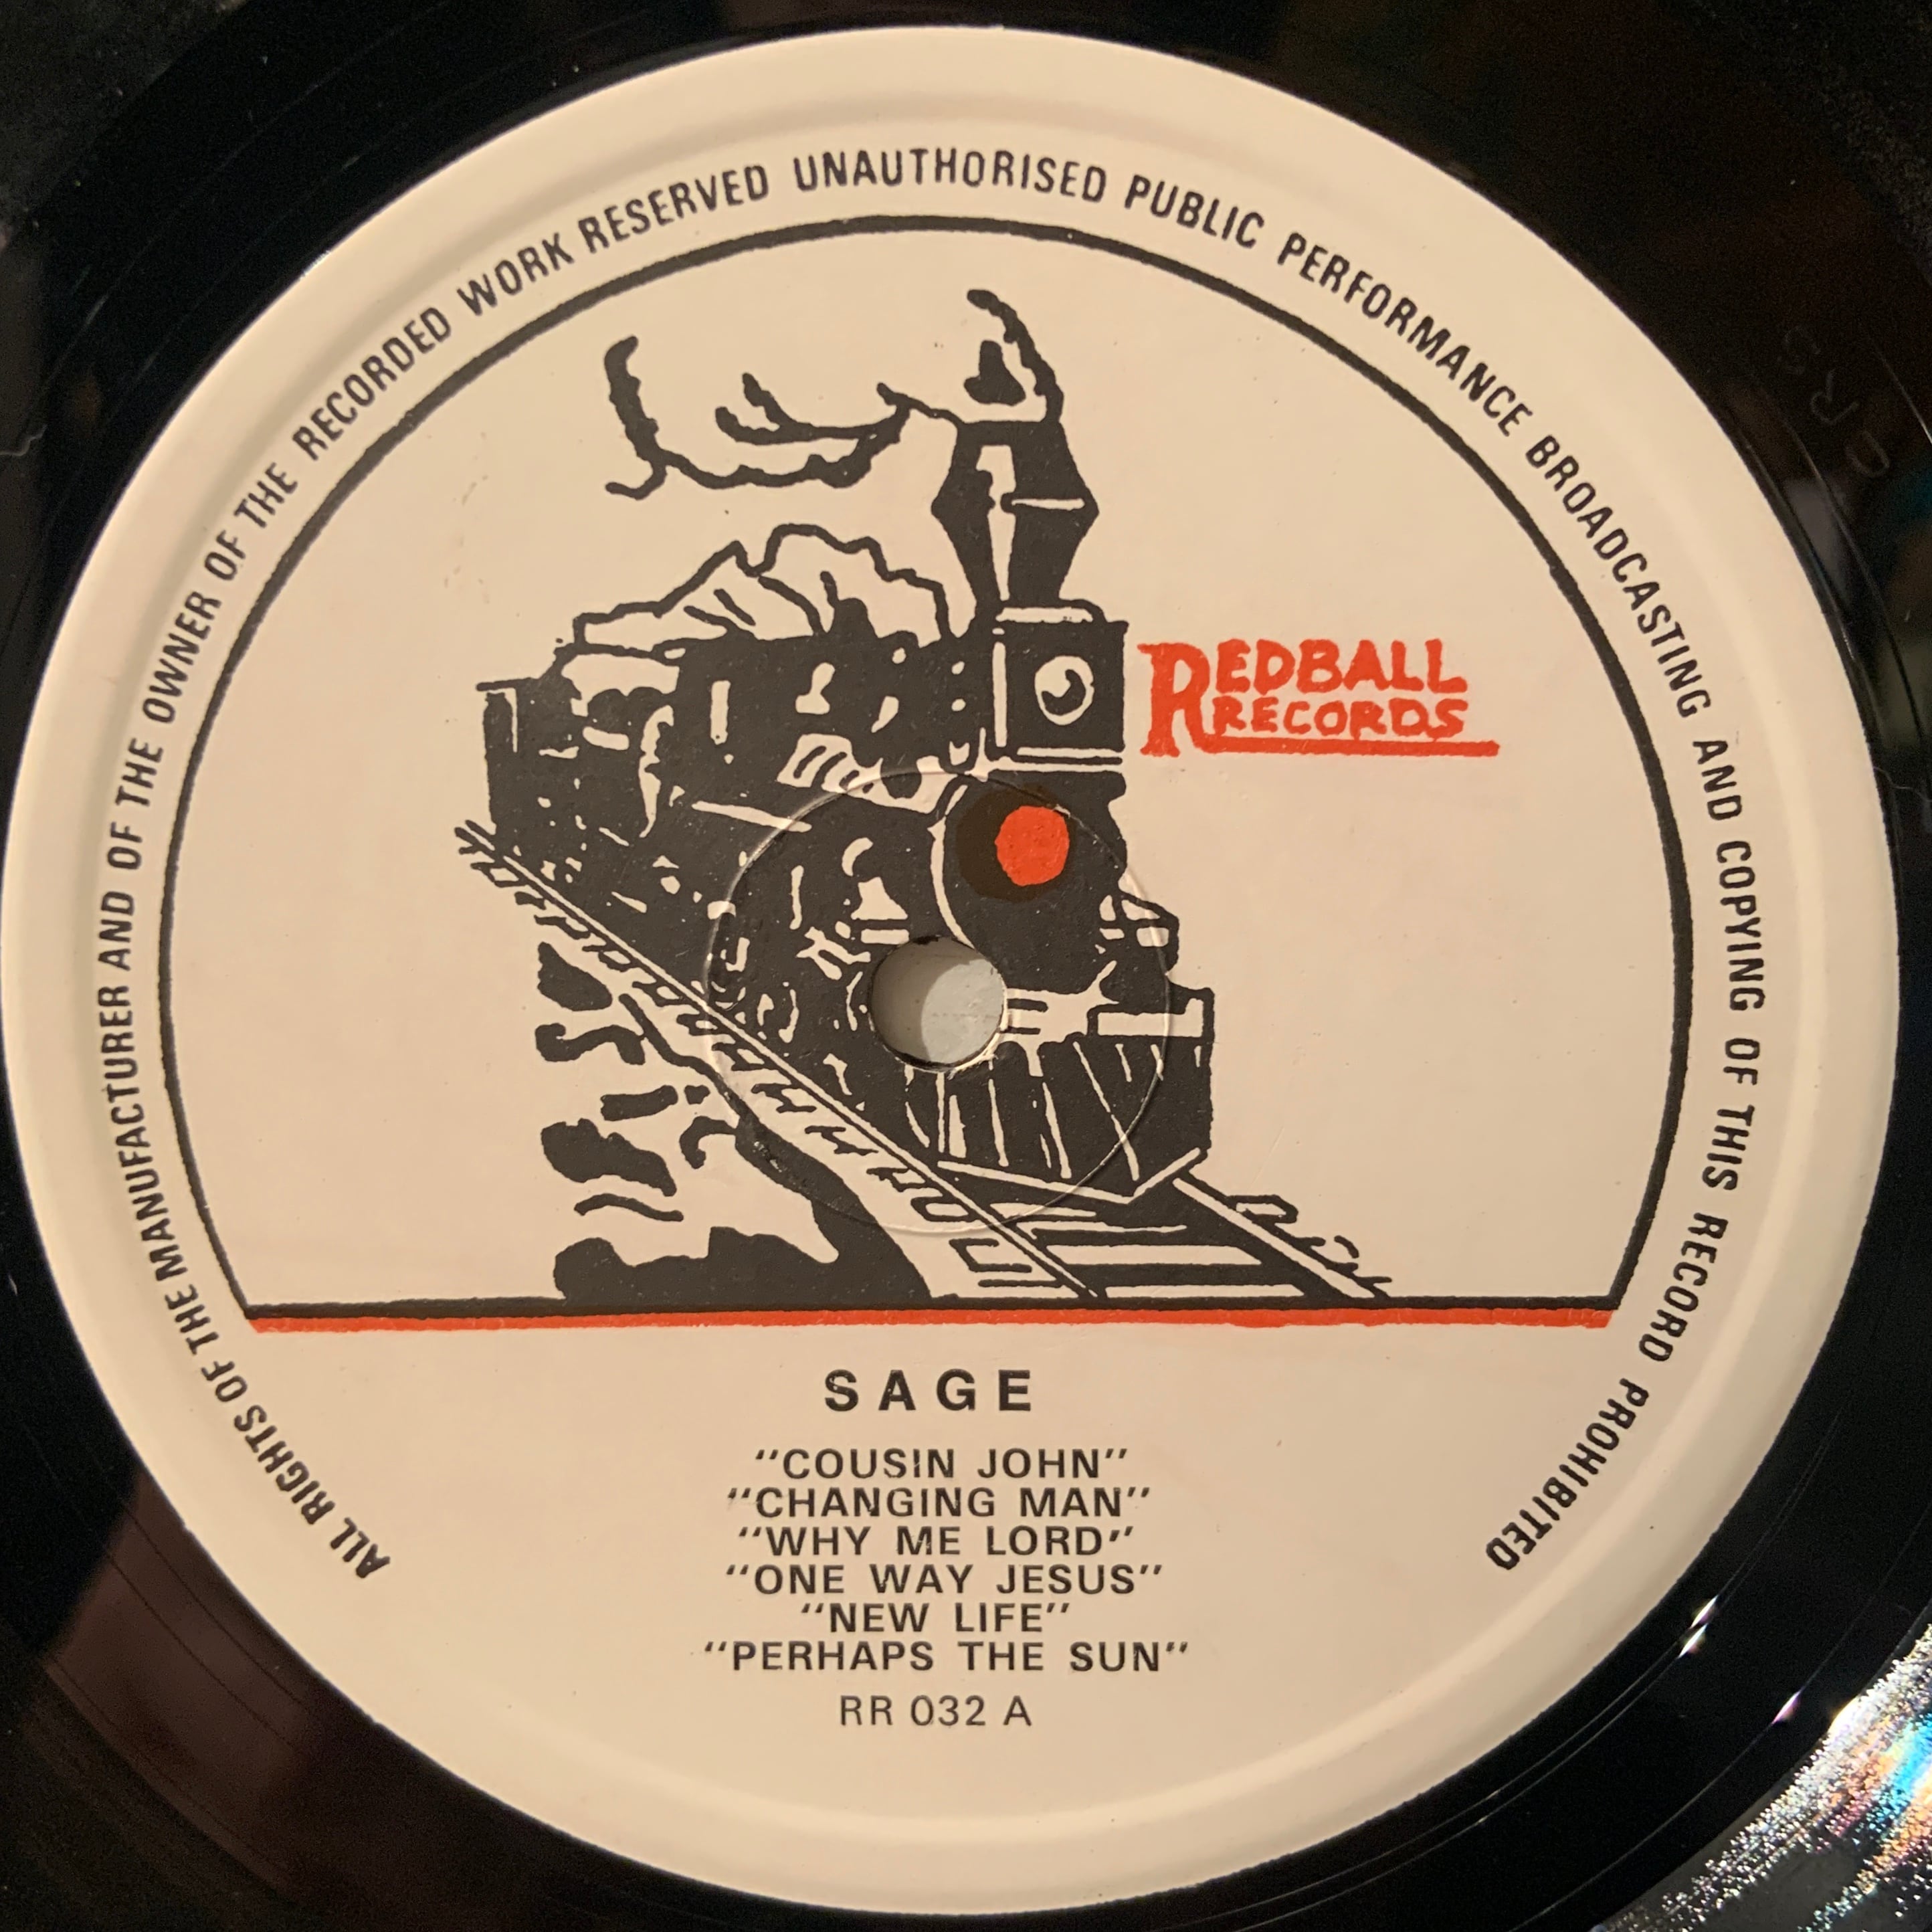 ALL RIGHTS OF THE MANUFACTURER AND OF THE OWNER OF THE RECORDED WORK RESERVED UNAUTHORISED PUBLIC PERFORMANCE BROADCASTING AND COPYING OF THIS RECORD PROHIBITED
REDBALL
RECORDS
SAGE
"COUSIN JOHN"
"CHANGING MAN"
"WHY ME LORD"
"ONE WAY JESUS"
"NEW LIFE"
"PERHAPS THE SUN"
RR 032 A